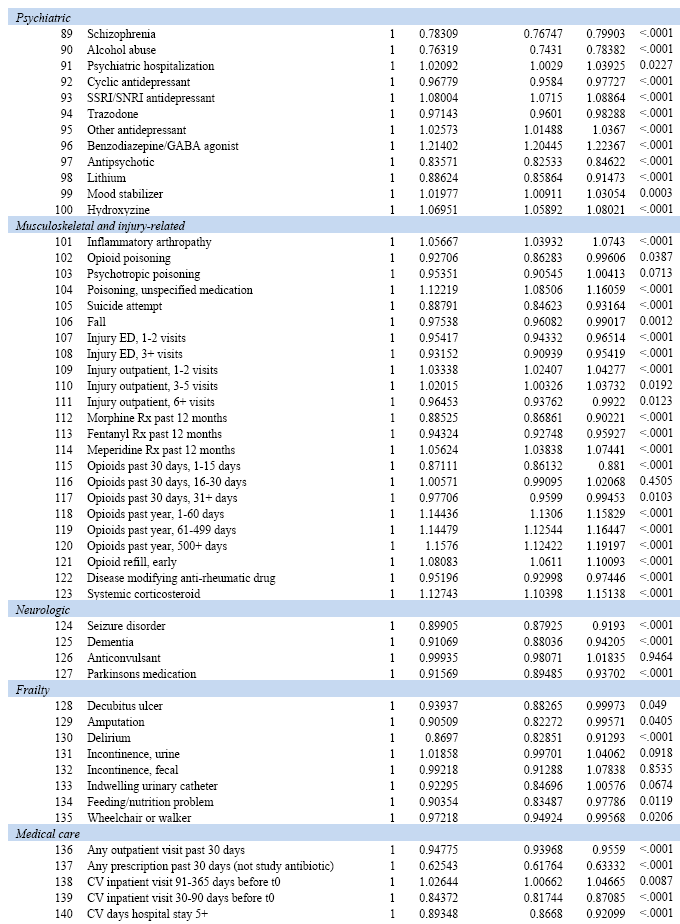 Psychiatric
89 Schizophrenia 1 0.78309 0.76747 0.79903 <.0001
90 Alcohol abuse 1 0.76319 0.7431 0.78382 <.0001
91 Psychiatric hospitalization 1 1.02092 1.0029 1.03925 0.0227
92 Cyclic antidepressant 1 0.96779 0.9584 0.97727 <.0001
93 SSRI/SNRI antidepressant 1 1.08004 1.0715 1.08864 <.0001
94 Trazodone 1 0.97143 0.9601 0.98288 <.0001
95 Other antidepressant 1 1.02573 1.01488 1.0367 <.0001
96 Benzodiazepine/GABA agonist 1 1.21402 1.20445 1.22367 <.0001
97 Antipsychotic 1 0.83571 0.82533 0.84622 <.0001
98 Lithium 1 0.88624 0.85864 0.91473 <.0001
99 Mood stabilizer 1 1.01977 1.00911 1.03054 0.0003
100 Hydroxyzine 1 1.06951 1.05892 1.08021 <.0001
Musculoskeletal and injury-related
101 Inflammatory arthropathy 1 1.05667 1.03932 1.0743 <.0001
102 Opioid poisoning 1 0.92706 0.86283 0.99606 0.0387
103 Psychotropic poisoning 1 0.95351 0.90545 1.00413 0.0713
104 Poisoning, unspecified medication 1 1.12219 1.08506 1.16059 <.0001
105 Suicide attempt 1 0.88791 0.84623 0.93164 <.0001
106 Fall 1 0.97538 0.96082 0.99017 0.0012
107 Injury ED, 1-2 visits 1 0.95417 0.94332 0.96514 <.0001
108 Injury ED, 3+ visits 1 0.93152 0.90939 0.95419 <.0001
109 Injury outpatient, 1-2 visits 1 1.03338 1.02407 1.04277 <.0001
110 Injury outpatient, 3-5 visits 1 1.02015 1.00326 1.03732 0.0192
111 Injury outpatient, 6+ visits 1 0.96453 0.93762 0.9922 0.0123
112 Morphine Rx past 12 months 1 0.88525 0.86861 0.90221 <.0001
113 Fentanyl Rx past 12 months 1 0.94324 0.92748 0.95927 <.0001
114 Meperidine Rx past 12 months 1 1.05624 1.03838 1.07441 <.0001
115 Opioids past 30 days, 1-15 days 1 0.87111 0.86132 0.881 <.0001
116 Opioids past 30 days, 16-30 days 1 1.00571 0.99095 1.02068 0.4505
117 Opioids past 30 days, 31+ days 1 0.97706 0.9599 0.99453 0.0103
118 Opioids past year, 1-60 days 1 1.14436 1.1306 1.15829 <.0001
119 Opioids past year, 61-499 days 1 1.14479 1.12544 1.16447 <.0001
120 Opioids past year, 500+ days 1 1.1576 1.12422 1.19197 <.0001
121 Opioid refill, early 1 1.08083 1.0611 1.10093 <.0001
122 Disease modifying anti-rheumatic drug 1 0.95196 0.92998 0.97446 <.0001
123 Systemic corticosteroid 1 1.12743 1.10398 1.15138 <.0001
Neurologic
124 Seizure disorder 1 0.89905 0.87925 0.9193 <.0001
125 Dementia 1 0.91069 0.88036 0.94205 <.0001
126 Anticonvulsant 1 0.99935 0.98071 1.01835 0.9464
127 Parkinsons medication 1 0.91569 0.89485 0.93702 <.0001
Frailty
128 Decubitus ulcer 1 0.93937 0.88265 0.99973 0.049
129 Amputation 1 0.90509 0.82272 0.99571 0.0405
130 Delirium 1 0.8697 0.82851 0.91293 <.0001
131 Incontinence, urine 1 1.01858 0.99701 1.04062 0.0918
132 Incontinence, fecal 1 0.99218 0.91288 1.07838 0.8535
133 Indwelling urinary catheter 1 0.92295 0.84696 1.00576 0.0674
134 Feeding/nutrition problem 1 0.90354 0.83487 0.97786 0.0119
135 Wheelchair or walker 1 0.97218 0.94924 0.99568 0.0206
Medical care
136 Any outpatient visit past 30 days 1 0.94775 0.93968 0.9559 <.0001
137 Any prescription past 30 days (not study antibiotic) 1 0.62543 0.61764 0.63332 <.0001
138 CV inpatient visit 91-365 days before t0 1 1.02644 1.00662 1.04665 0.0087
139 CV inpatient visit 30-90 days before t0 1 0.84372 0.81744 0.87085 <.0001
140 CV days hospital stay 5+ 1 0.89348 0.8668 0.92099 <.0001